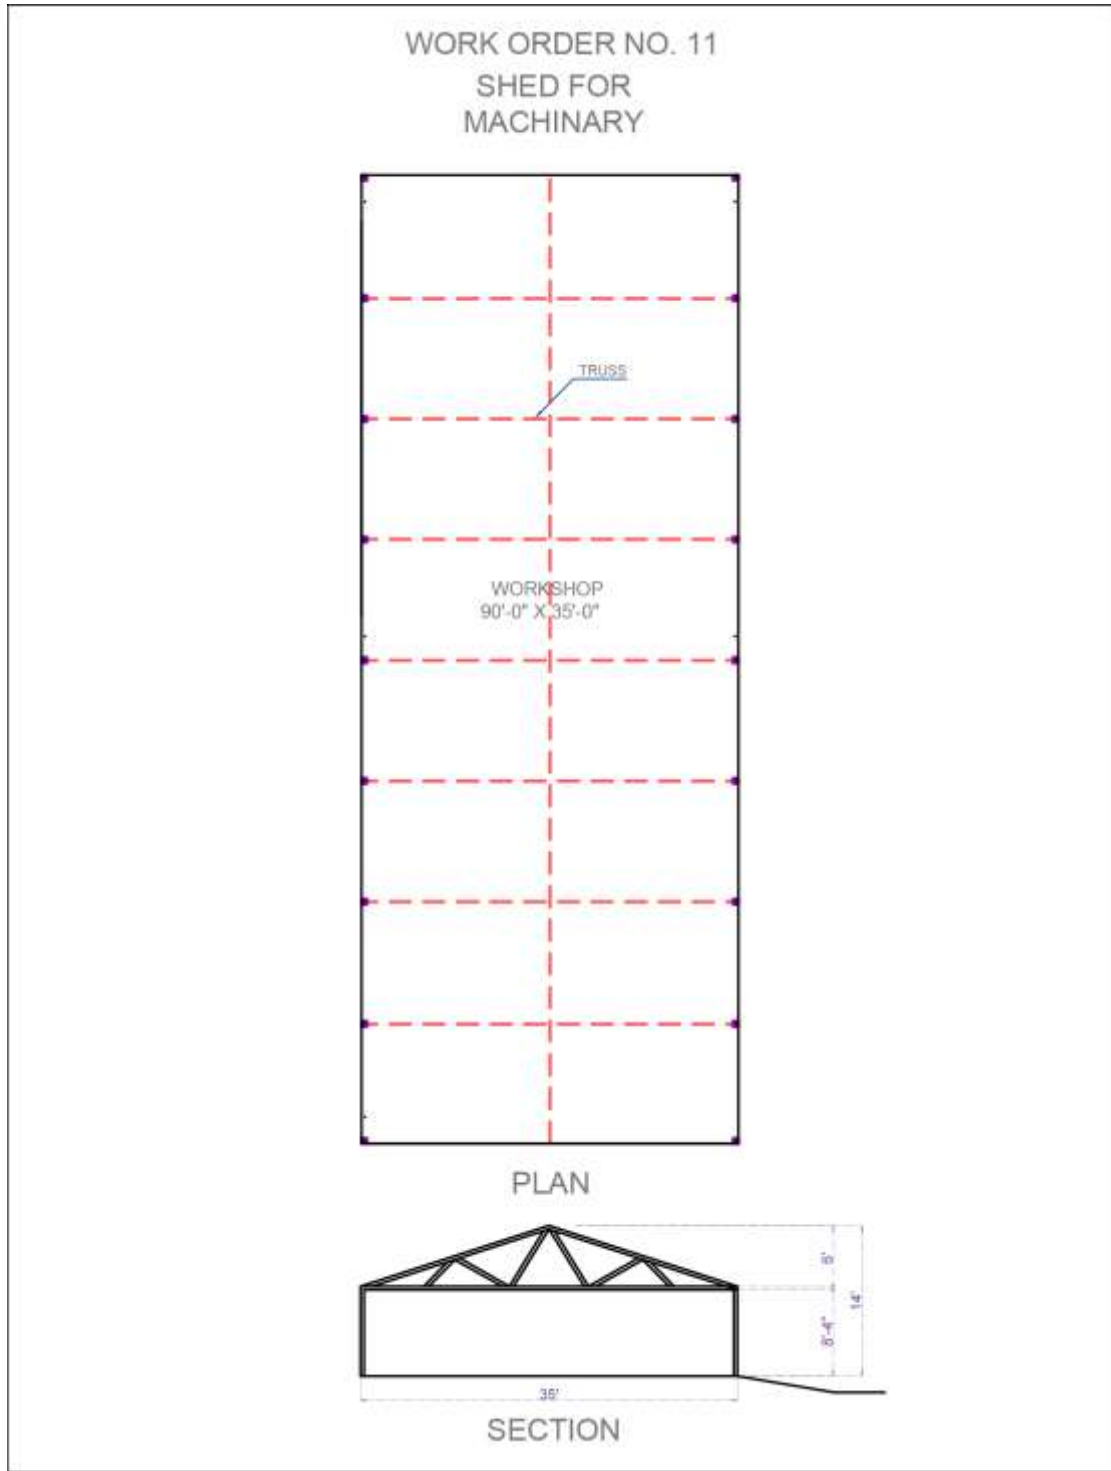 WORK ORDER NO. 11
SHED FOR
MACHINARY
TRUSS
WORKSHOP
90'-0" X 35'-0"
PLAN
14'
8'-4"
35'
SECTION